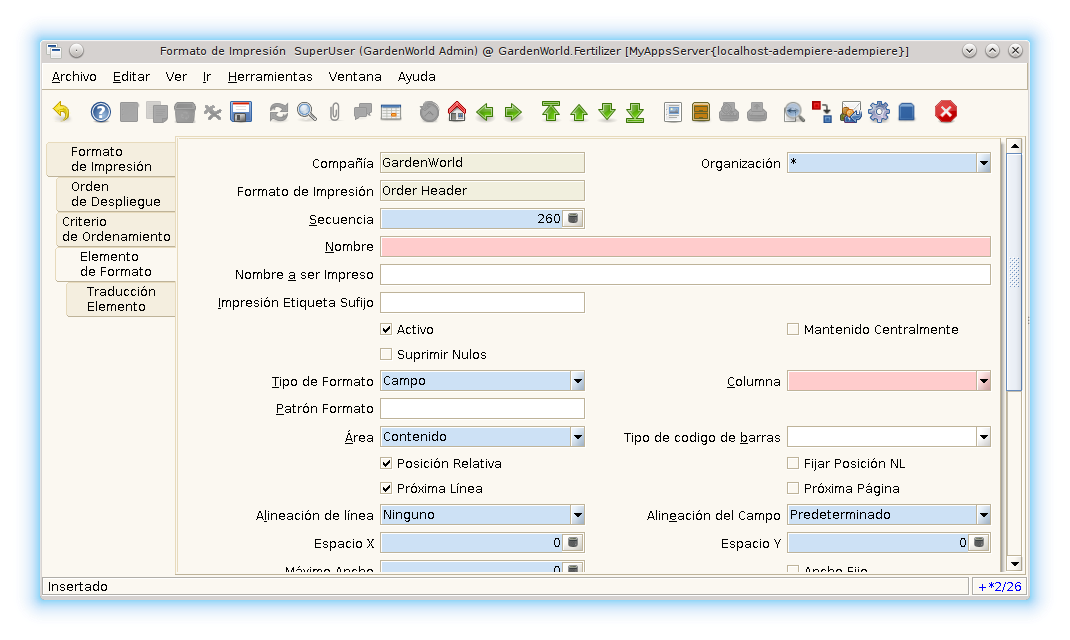 Formato de Impresión  SuperUser (GardenWorld Admin) @ GardenWorld.Fertilizer [MyAppsServer{localhost-adempiere-adempiere}]
Archivo Editar Ver Ir Herramientas Ventana Ayuda
Formato
de Impresión
Orden
de Despliegue
Criterio
de Ordenamiento
Elemento
de Formato
Traducción
Elemento
Compañía GardenWorld Organización *
Formato de Impresión Order Header
Secuencia 260
Nombre
Nombre a ser Impreso
Impresión Etiqueta Sufijo
Activo Mantenido Centralmente
Suprimir Nulos
Tipo de Formato Campo Columna
Patrón Formato
Área Contenido Tipo de codigo de barras
Posición Relativa Fijar Posición NL
Próxima Línea Próxima Página
Alineación de línea Ninguno Alineación del Campo Predeterminado
Espacio X 0 Espacio Y 0
Máximo Ancho 0 Ancho Fijo
Insertado +*2/26